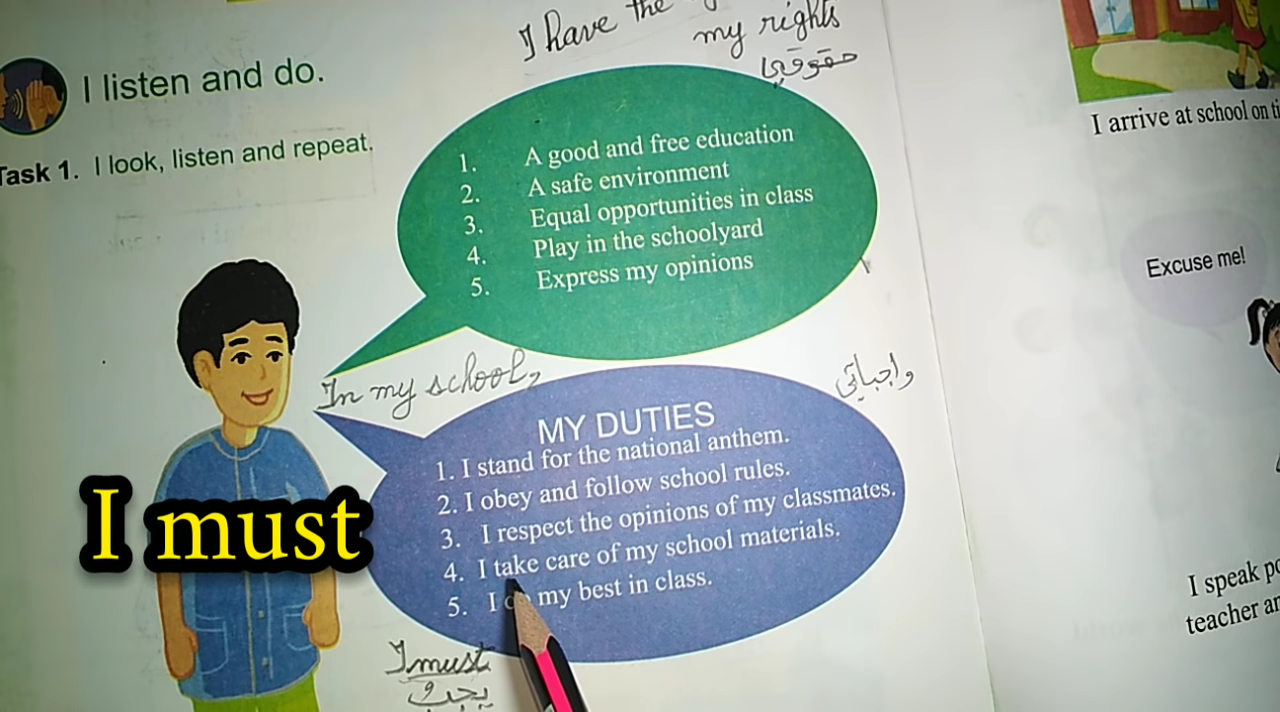 I have the
my rights
حقوقي
I listen and do.
Task 1. I look, listen and repeat.
1. A good and free education
2. A safe environment
3. Equal opportunities in class
4. Play in the schoolyard
5. Express my opinions
In my school,
واجباتي
MY DUTIES
1. I stand for the national anthem.
2. I obey and follow school rules.
3. I respect the opinions of my classmates.
4. I take care of my school materials.
5. I do my best in class.
I must
I must
يجب
I arrive at school on
Excuse me!
I speak
teacher